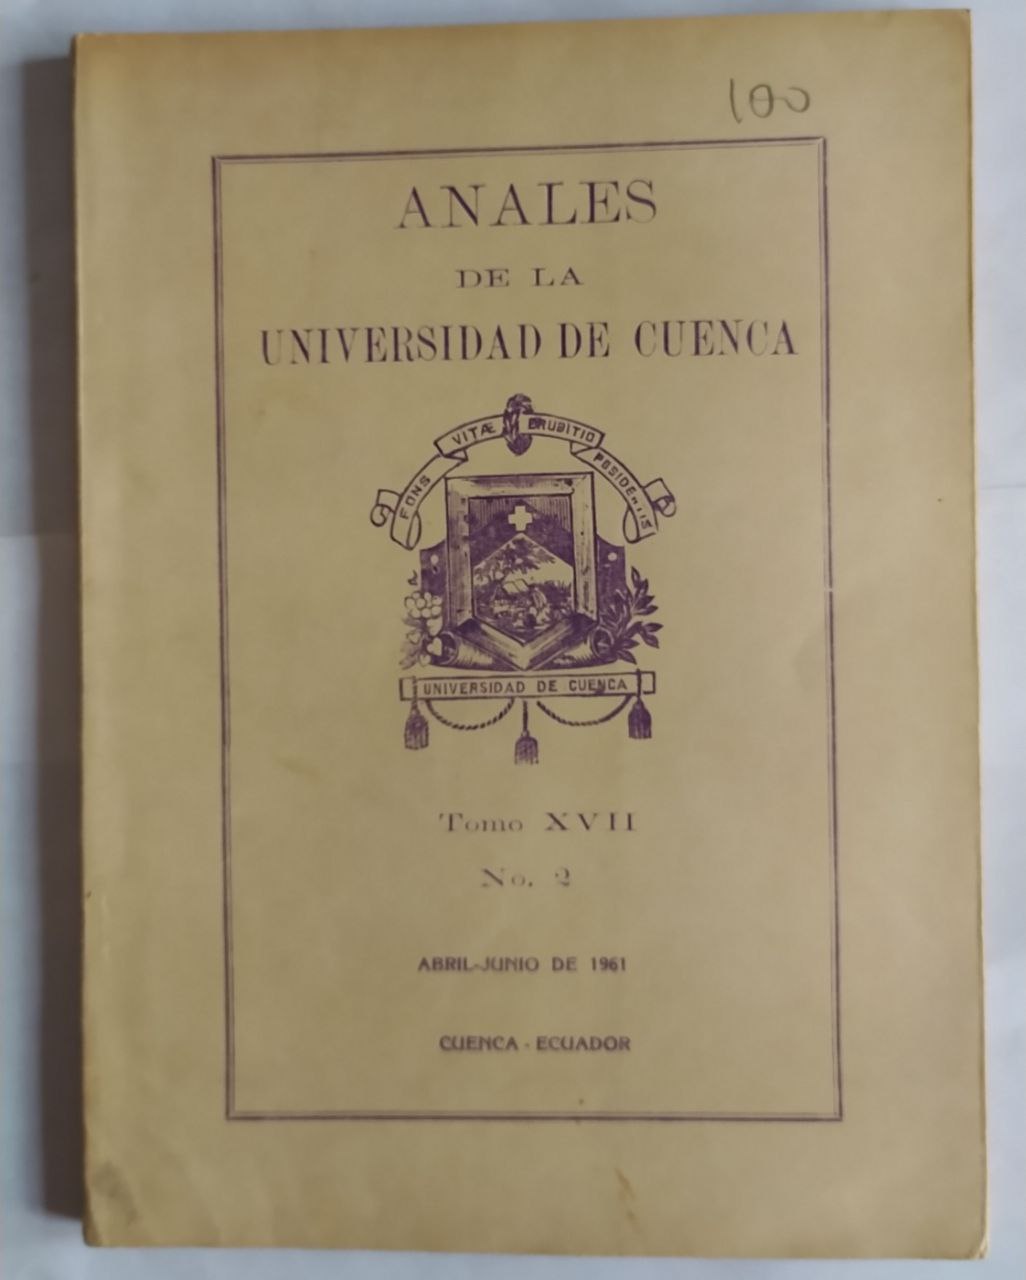 100
ANALES
DE LA
UNIVERSIDAD DE CUENCA
FONS VITÆ ERUDITIO POSIDENTIS
UNIVERSIDAD DE CUENCA
Tomo XVII
No. 2
ABRIL-JUNIO DE 1961
CUENCA - ECUADOR